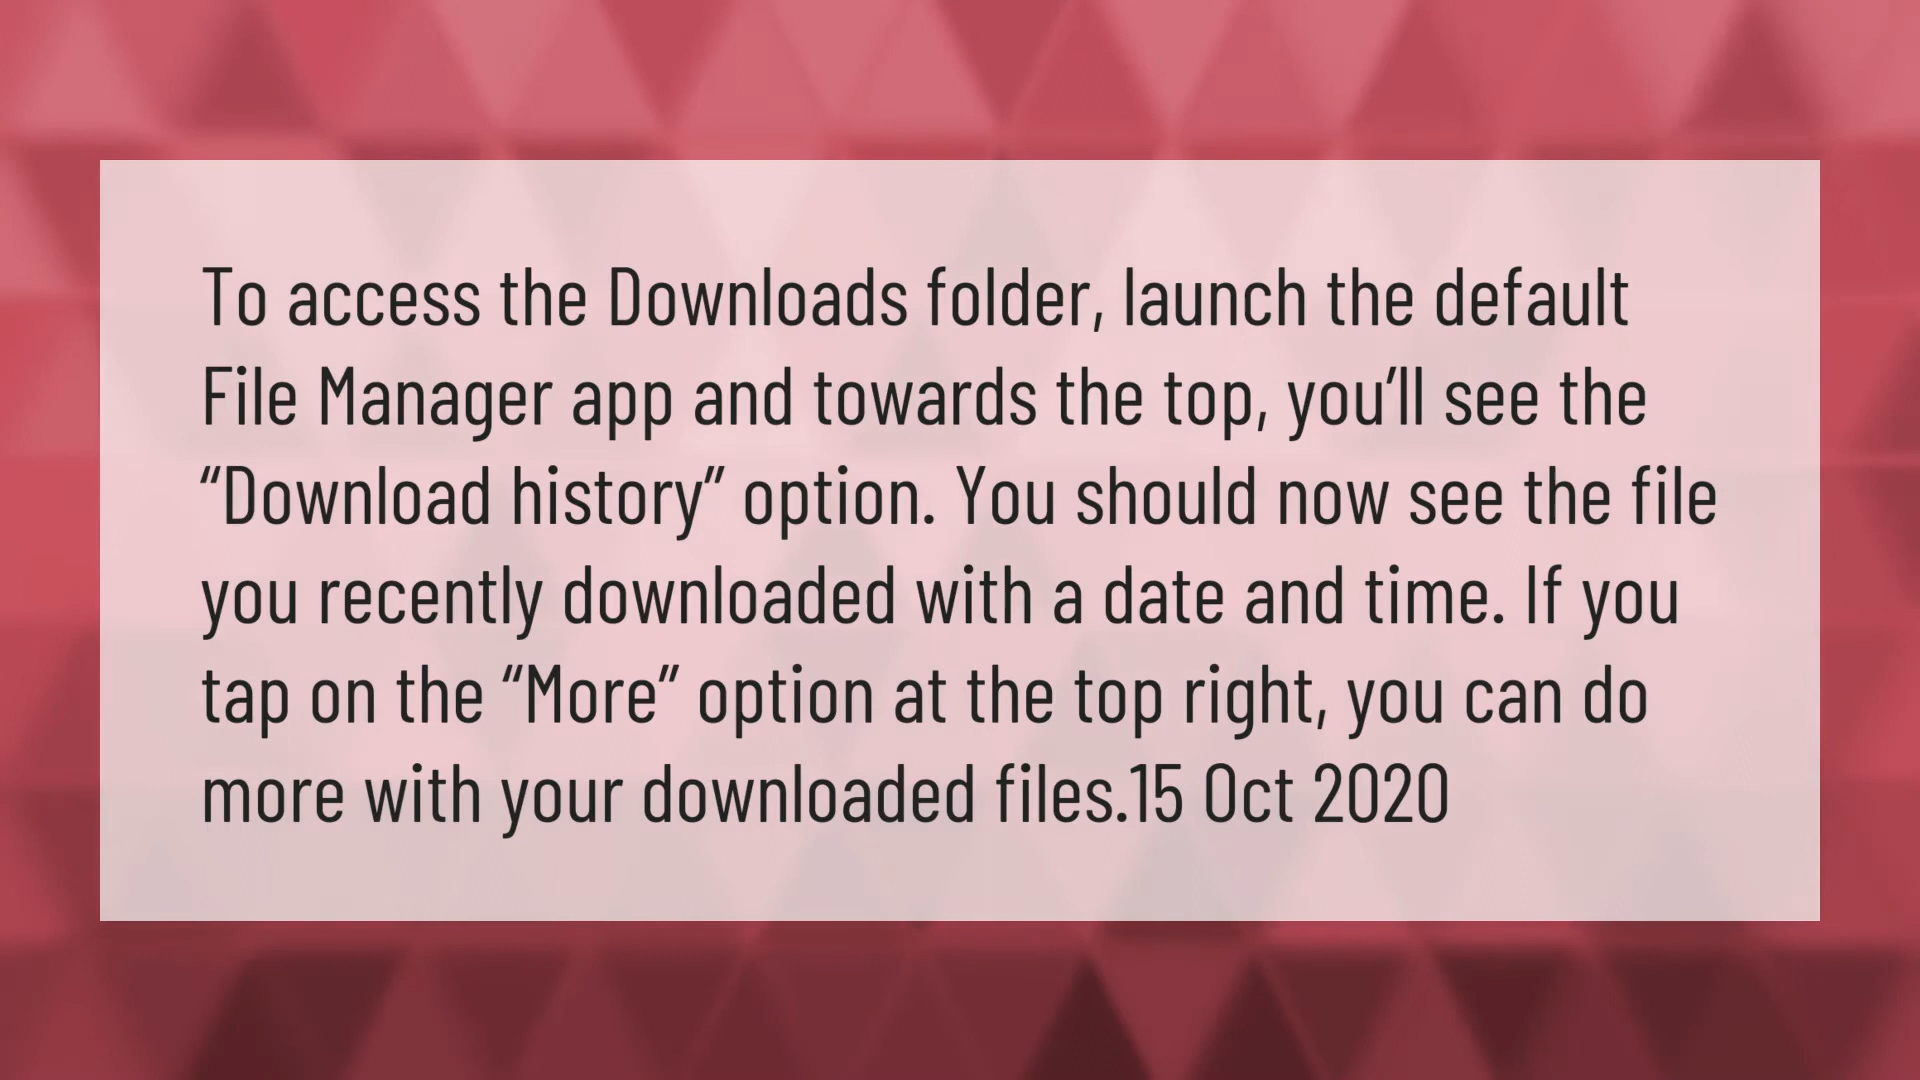 To access the Downloads folder, launch the default
File Manager app and towards the top, you’ll see the
“Download history” option. You should now see the file
you recently downloaded with a date and time. If you
tap on the “More” option at the top right, you can do
more with your downloaded files.15 Oct 2020